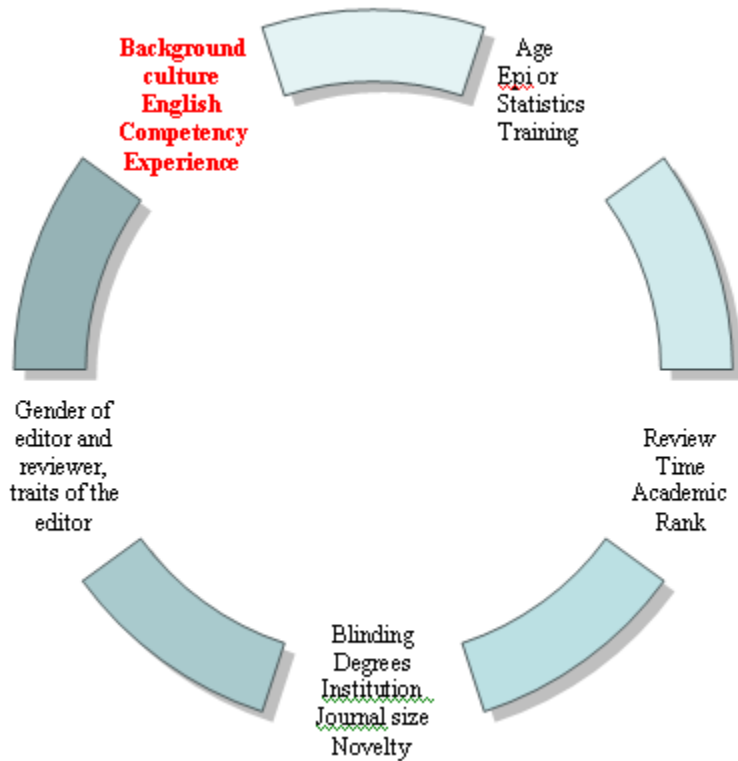 Background
culture
English
Competency
Experience
Age
Epi or
Statistics
Training
Review
Time
Academic
Rank
Blinding
Degrees
Institution
Journal size
Novelty
Gender of
editor and
reviewer,
traits of the
editor